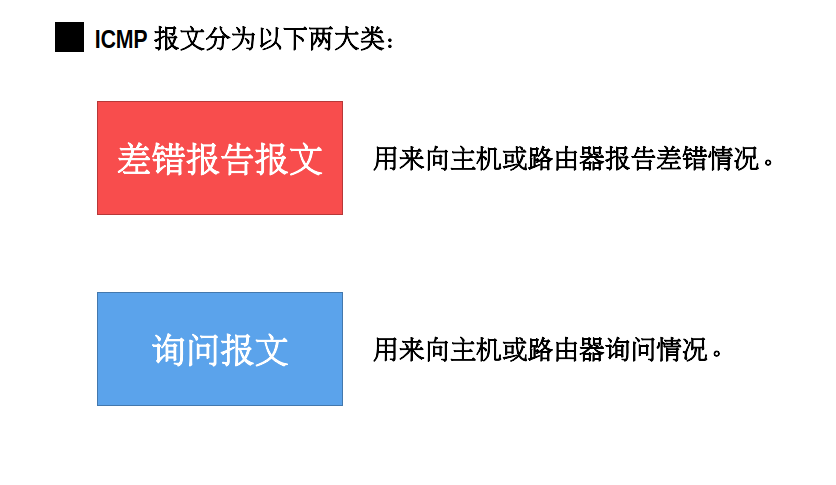 ICMP 报文分为以下两大类：
差错报告报文
用来向主机或路由器报告差错情况。
询问报文
用来向主机或路由器询问情况。